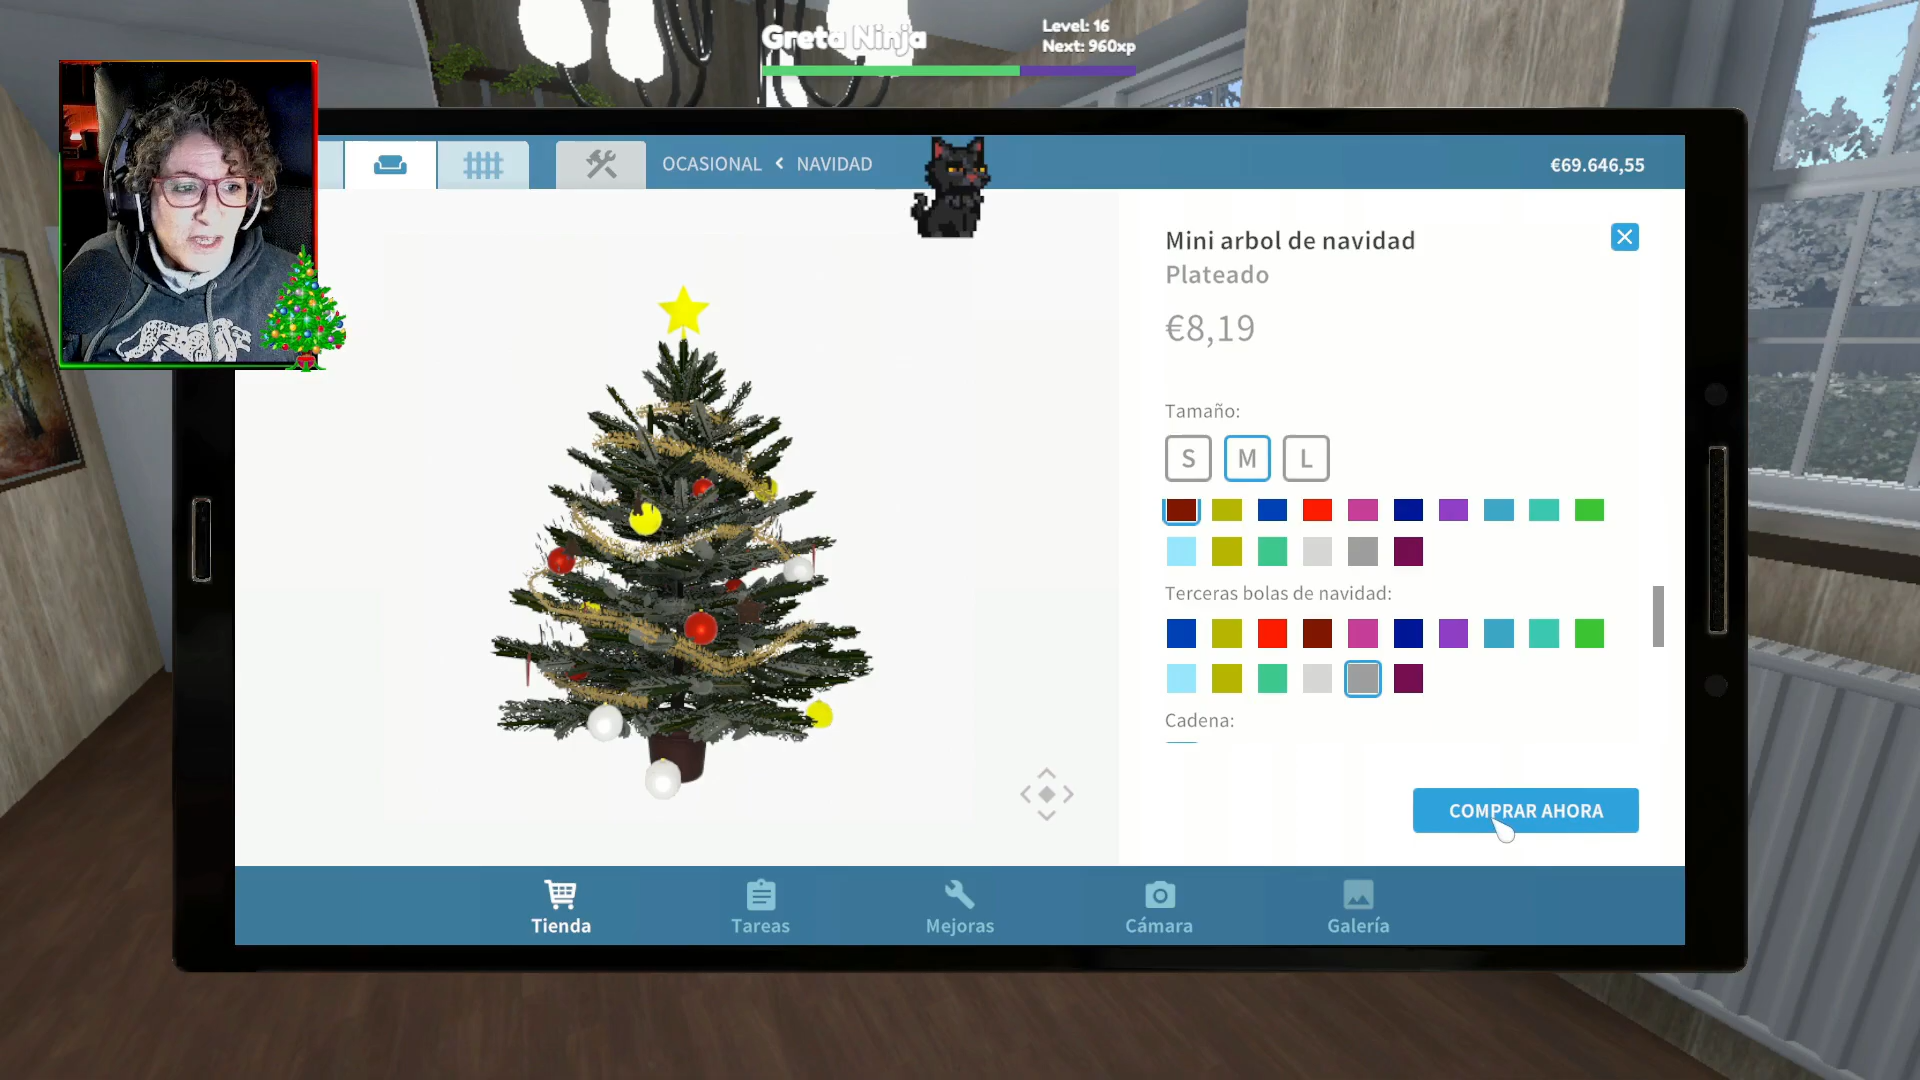 Greta Ninja
Level: 16
Next: 960xp
OCASIONAL < NAVIDAD
€69.646,55
Mini arbol de navidad
Plateado
€8,19
Tamaño:
S M L
Terceras bolas de navidad:
Cadena:
COMPRAR AHORA
Tienda
Tareas
Mejoras
Cámara
Galería